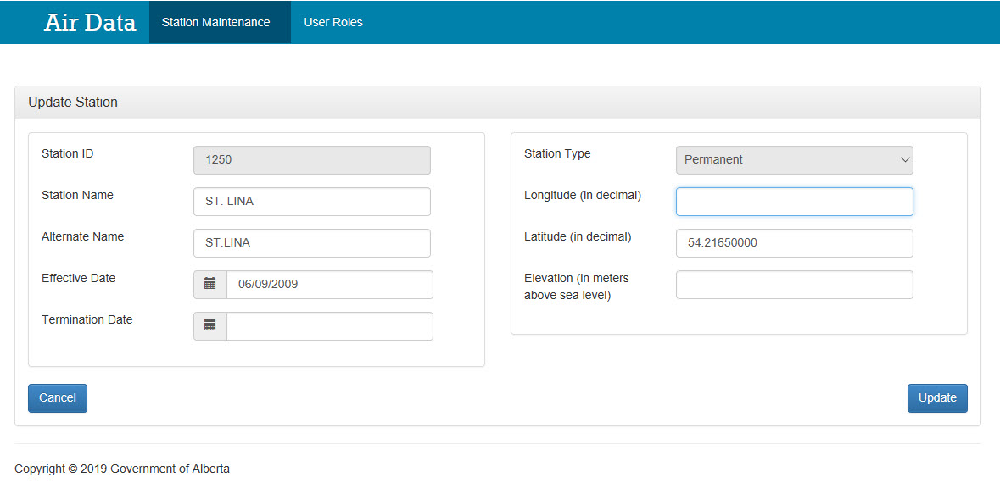 Air Data Station Maintenance User Roles
Update Station
Station ID 1250
Station Name ST. LINA
Alternate Name ST.LINA
Effective Date 06/09/2009
Termination Date
Station Type Permanent
Longitude (in decimal)
Latitude (in decimal) 54.21650000
Elevation (in meters
above sea level)
Cancel Update
Copyright © 2019 Government of Alberta